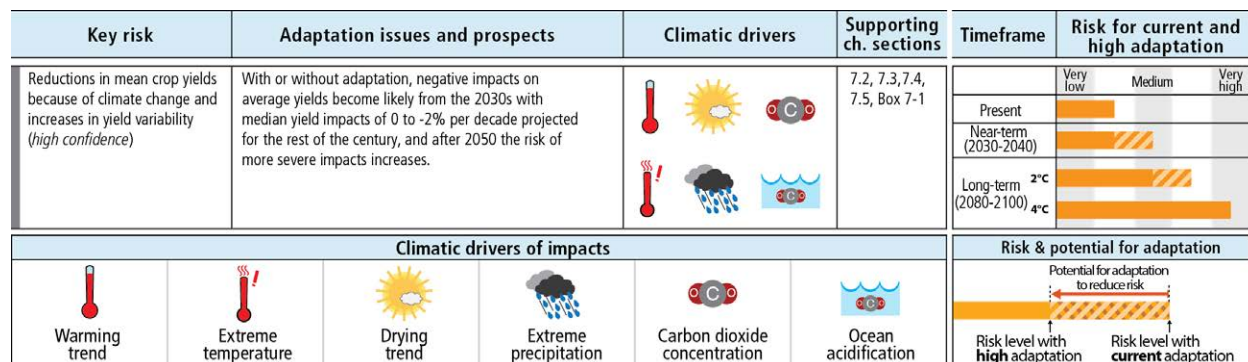 Key risk
Adaptation issues and prospects
Climatic drivers
Supporting
ch. sections
Timeframe
Risk for current and
high adaptation
Reductions in mean crop yields
because of climate change and
increases in yield variability
(high confidence)
With or without adaptation, negative impacts on
average yields become likely from the 2030s with
median yield impacts of 0 to -2% per decade projected
for the rest of the century, and after 2050 the risk of
more severe impacts increases.
C
!
C
7.2, 7.3,7.4,
7.5, Box 7-1
Very
low
Medium
Very
high
Present
Near-term
(2030-2040)
Long-term
(2080-2100)
2°C
4°C
Climatic drivers of impacts
!
C
C
Warming
trend
Extreme
temperature
Drying
trend
Extreme
precipitation
Carbon dioxide
concentration
Ocean
acidification
Risk & potential for adaptation
Potential for adaptation
to reduce risk
Risk level with
high adaptation
Risk level with
current adaptation